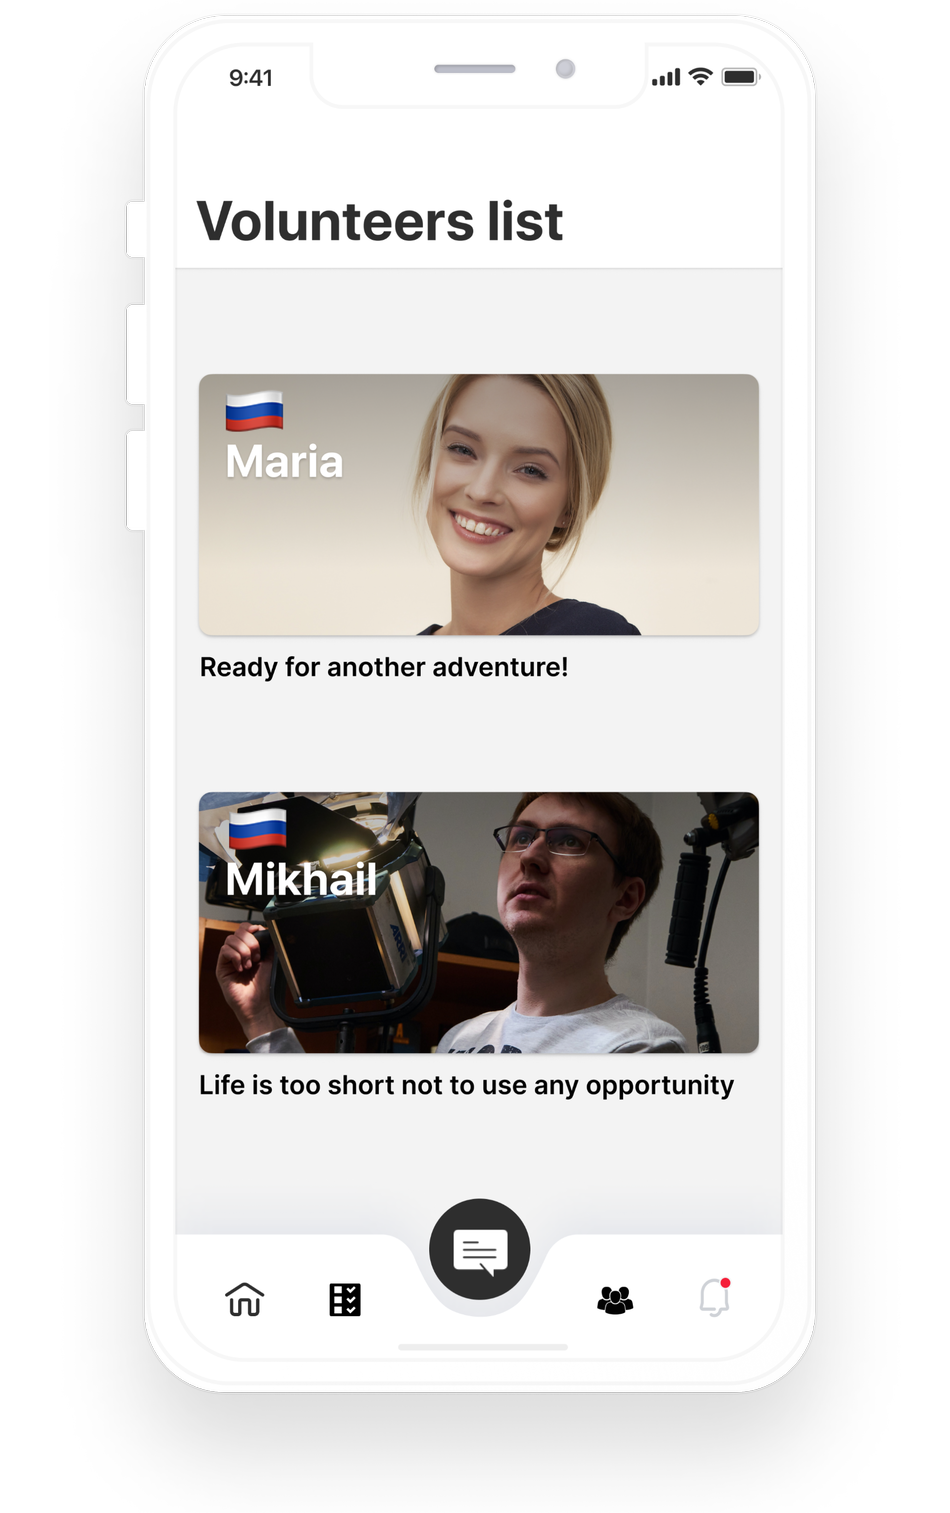 9:41
Volunteers list
Maria
Ready for another adventure!
Mikhail
ARRI
Life is too short not to use any opportunity